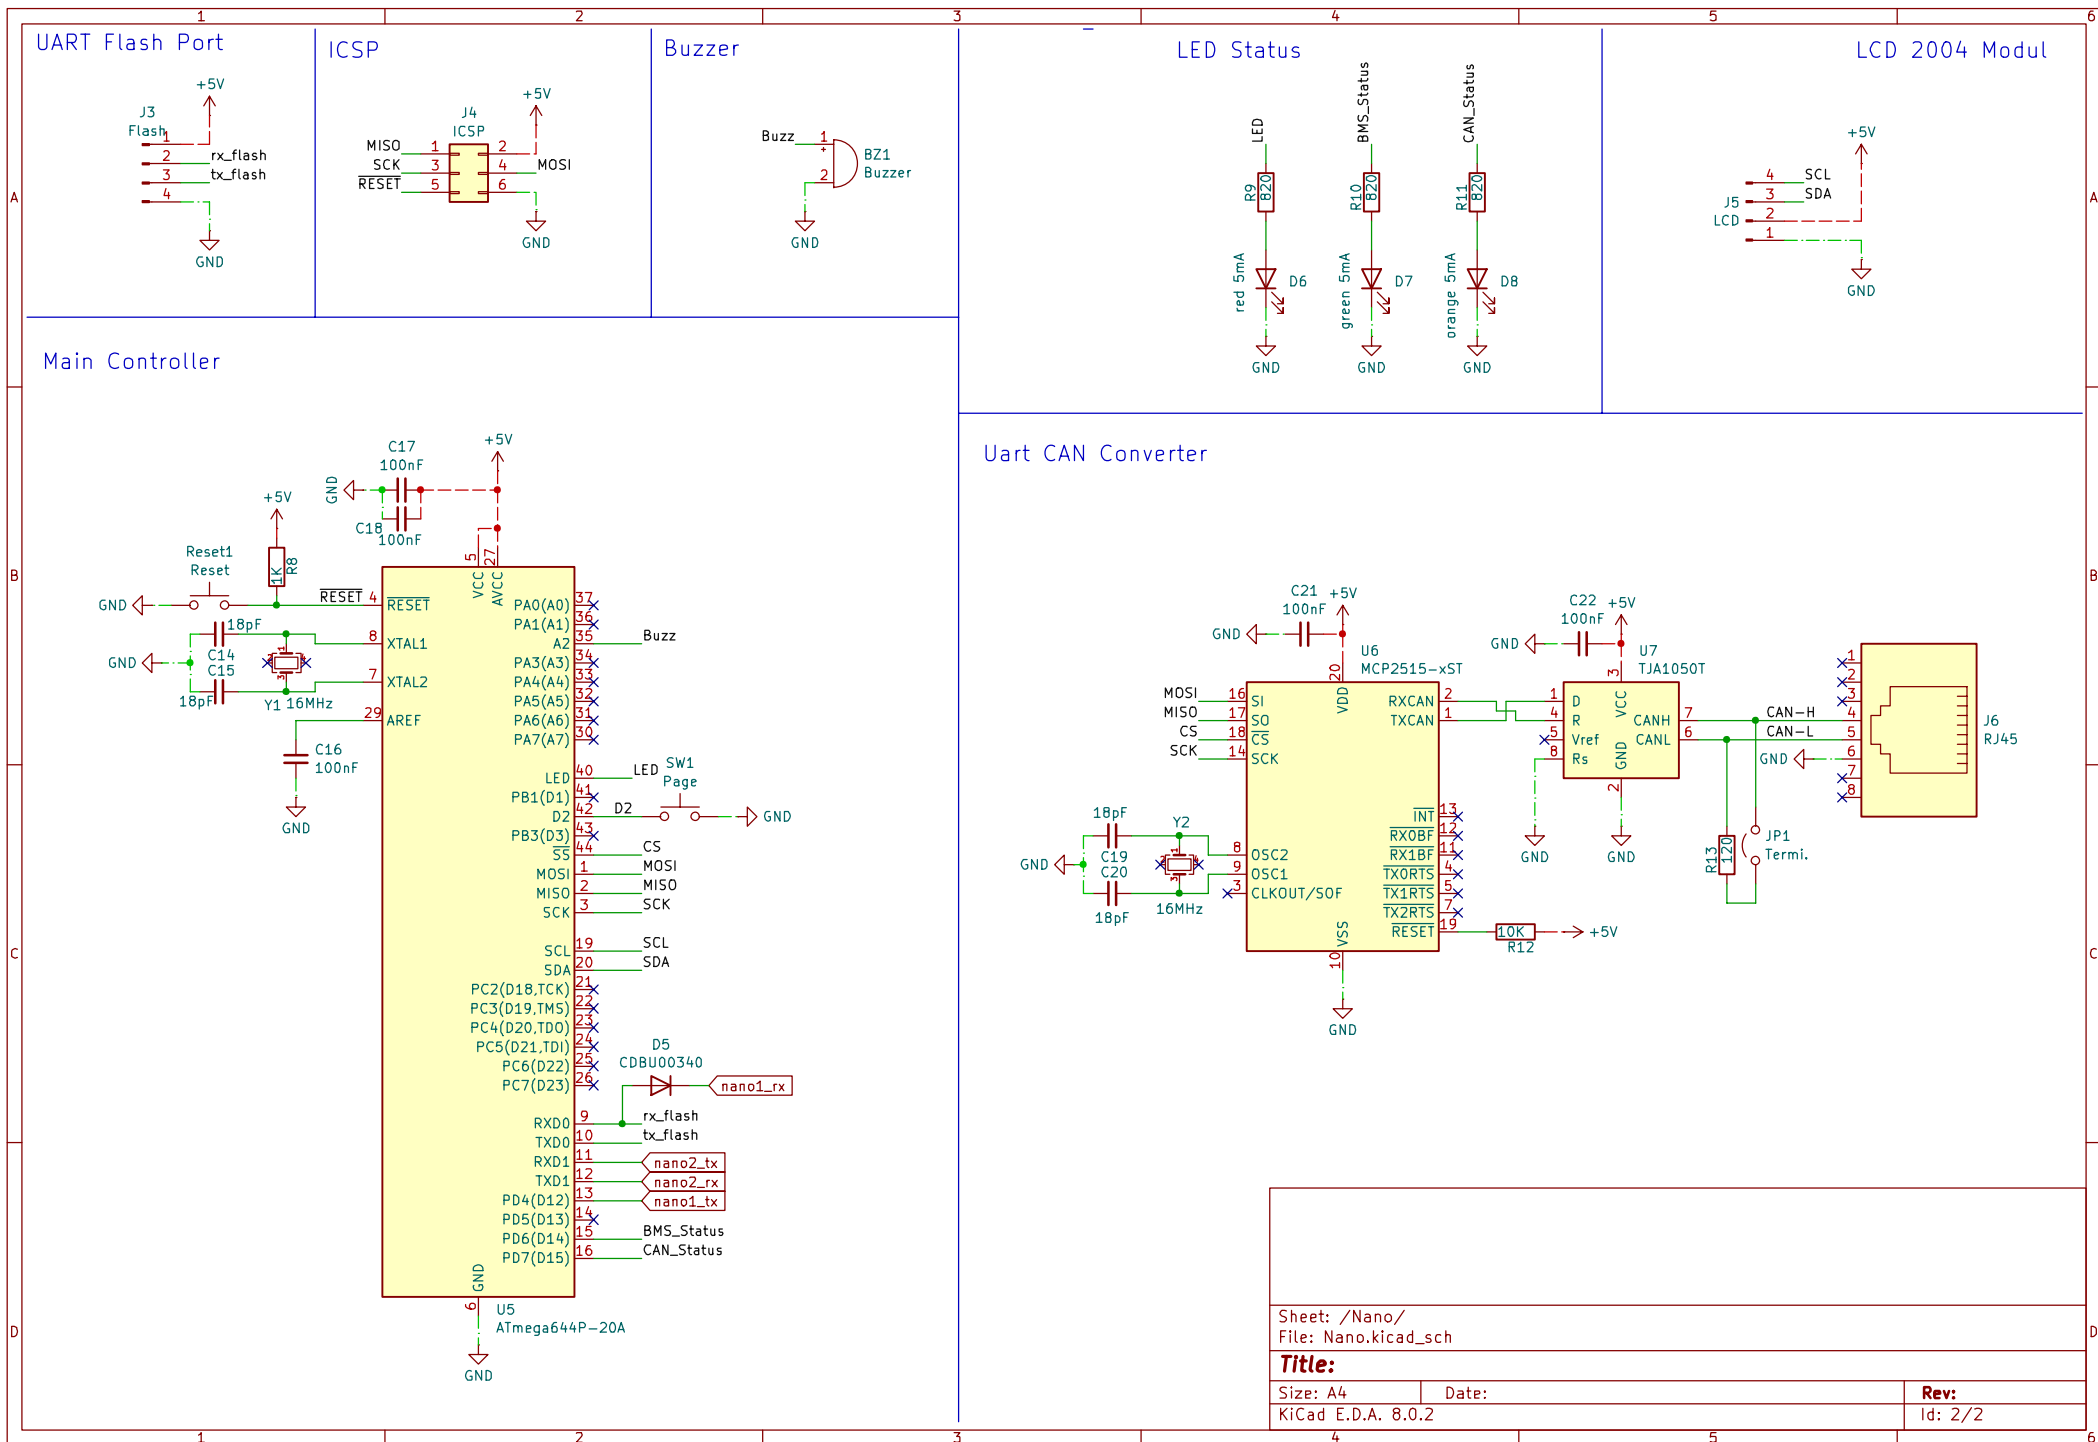 1 2 3 4 5 6
UART Flash Port
+5V
J3
Flash
1
2 rx_flash
3 tx_flash
4
GND
ICSP
+5V
J4
ICSP
MISO 1 2
SCK 3 4 MOSI
RESET 5 6
GND
Buzzer
Buzz 1
+
2
BZ1
Buzzer
GND
LED Status
LED BMS_Status CAN_Status
R9 820 R10 820 R11 820
red 5mA D6 green 5mA D7 orange 5mA D8
GND GND GND
LCD 2004 Modul
+5V
4 SCL
3 SDA
J5
LCD
2
1
GND
A A
Main Controller
C17
100nF
+5V
GND
C18
100nF
+5V
Reset1
Reset
1K R8
GND
RESET 4 RESET
5 27
VCC AVCC
18pF
C14
C15
18pF
GND
1
2 4
3
Y1 16MHz
8 XTAL1
7 XTAL2
29 AREF
C16
100nF
GND
PA0(A0) 37
PA1(A1) 36
A2 35 Buzz
PA3(A3) 34
PA4(A4) 33
PA5(A5) 32
PA6(A6) 31
PA7(A7) 30
LED 40 LED
SW1
Page
PB1(D1) 41
D2 42 D2 GND
PB3(D3) 43
SS 44 CS
MOSI 1 MOSI
MISO 2 MISO
SCK 3 SCK
SCL 19 SCL
SDA 20 SDA
PC2(D18,TCK) 21
PC3(D19,TMS) 22
PC4(D20,TDO) 23
PC5(D21,TDI) 24
PC6(D22) 25
PC7(D23) 26
D5
CDBU00340
nano1_rx
RXD0 9 rx_flash
TXD0 10 tx_flash
RXD1 11 nano2_tx
TXD1 12 nano2_rx
PD4(D12) 13 nano1_tx
PD5(D13) 14
PD6(D14) 15 BMS_Status
PD7(D15) 16 CAN_Status
GND
6
U5
ATmega644P-20A
GND
B B
Uart CAN Converter
C21
100nF
+5V
GND
U6
MCP2515-xST
20
VDD
MOSI 16 SI
MISO 17 SO
CS 18 CS
SCK 14 SCK
RXCAN 2
TXCAN 1
INT 13
RX0BF 12
RX1BF 11
TX0RTS 4
TX1RTS 5
TX2RTS 7
RESET 19
10K
R12
+5V
18pF
C19
C20
18pF
GND
Y2
1
2 4
3
16MHz
8 OSC2
9 OSC1
3 CLKOUT/SOF
VSS
10
GND
C22
100nF
+5V
GND
U7
TJA1050T
3
VCC
1 D
4 R
5 Vref
8 Rs
CANH 7 CAN-H
CANL 6 CAN-L
GND
2
GND GND
1
2
3
4
5
GND 6
7
8
J6
RJ45
R13 120
JP1
Termi.
C C
D D
Sheet: /Nano/
File: Nano.kicad_sch
Title:
Size: A4 Date: Rev:
KiCad E.D.A. 8.0.2 Id: 2/2
1 2 3 4 5 6